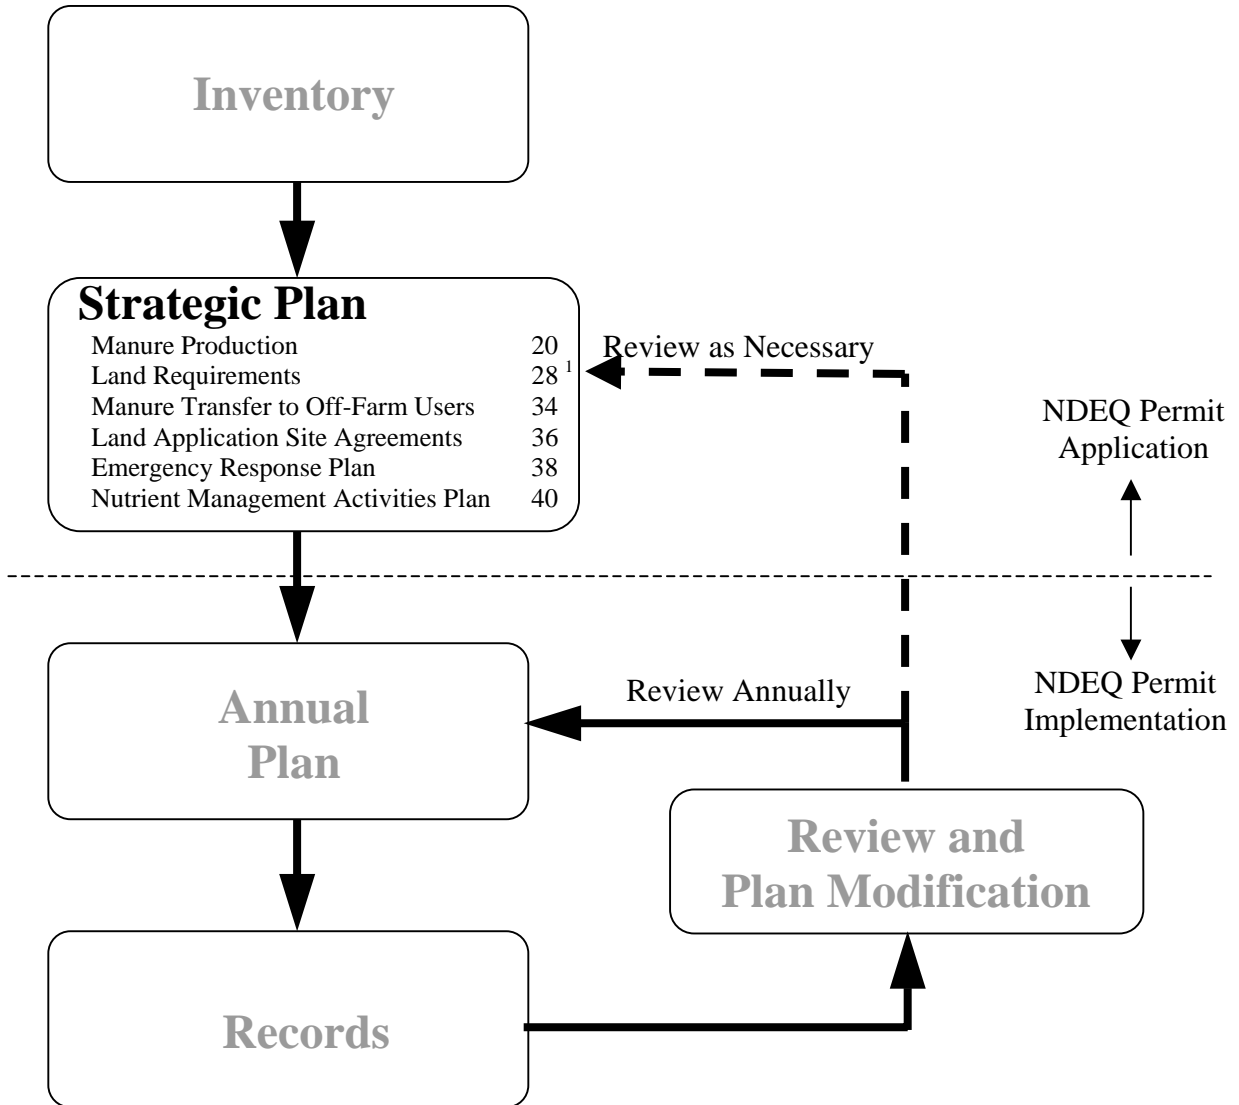 Inventory
Strategic Plan
Manure Production 20
Land Requirements 28 1
Manure Transfer to Off-Farm Users 34
Land Application Site Agreements 36
Emergency Response Plan 38
Nutrient Management Activities Plan 40
Review as Necessary
NDEQ Permit
Application
Annual
Plan
Review Annually
NDEQ Permit
Implementation
Review and
Plan Modification
Records